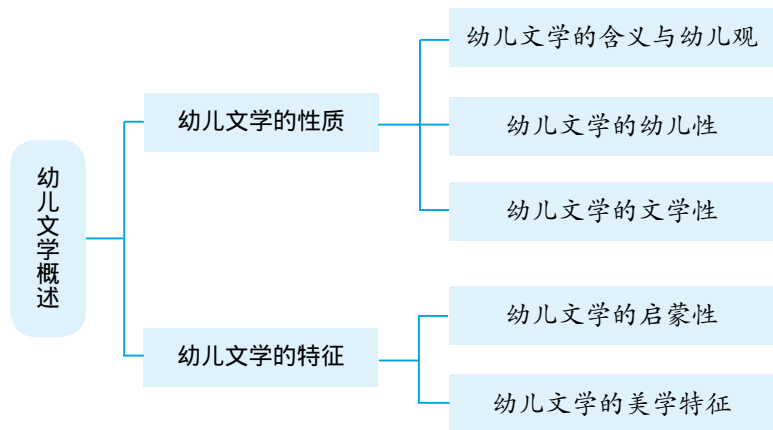 幼儿文学概述
幼儿文学的性质
幼儿文学的含义与幼儿观
幼儿文学的幼儿性
幼儿文学的文学性
幼儿文学的特征
幼儿文学的启蒙性
幼儿文学的美学特征